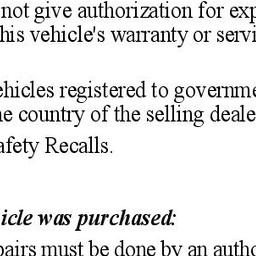 not give authorization for exp
his vehicle's warranty or servi
ehicles registered to governme
e country of the selling deale
afety Recalls.
icle was purchased:
pairs must be done by an autho